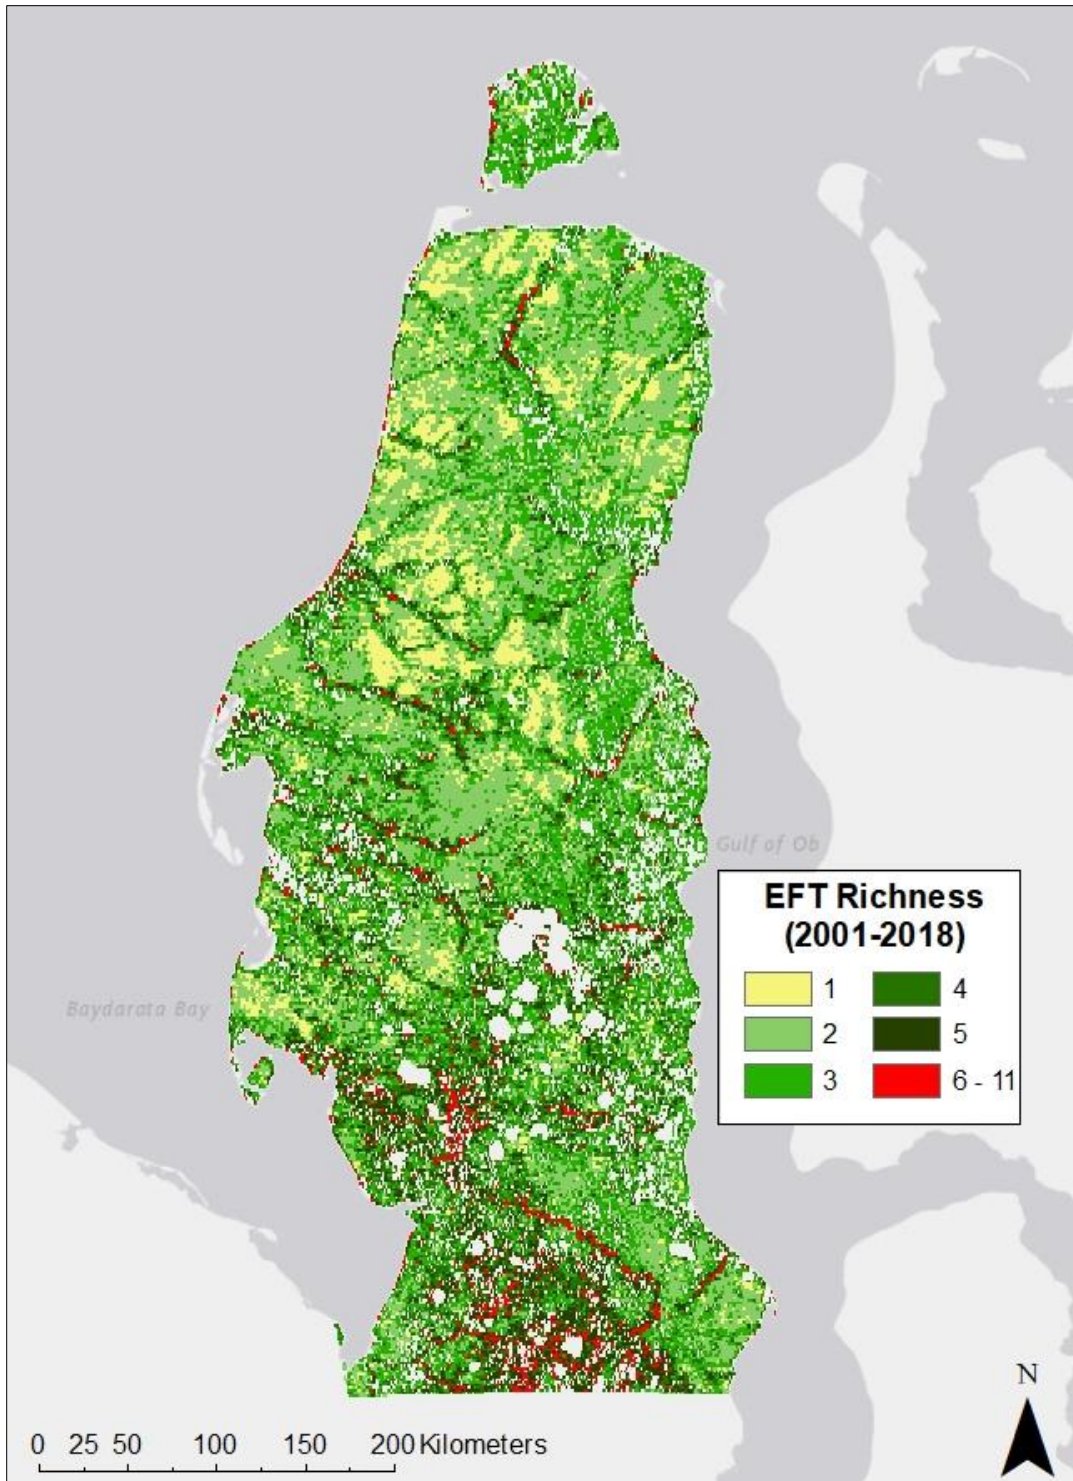 Gulf of Ob
EFT Richness
(2001-2018)
1
4
2
5
3
6 - 11
Baydarata Bay
N
0 25 50 100 150 200 Kilometers